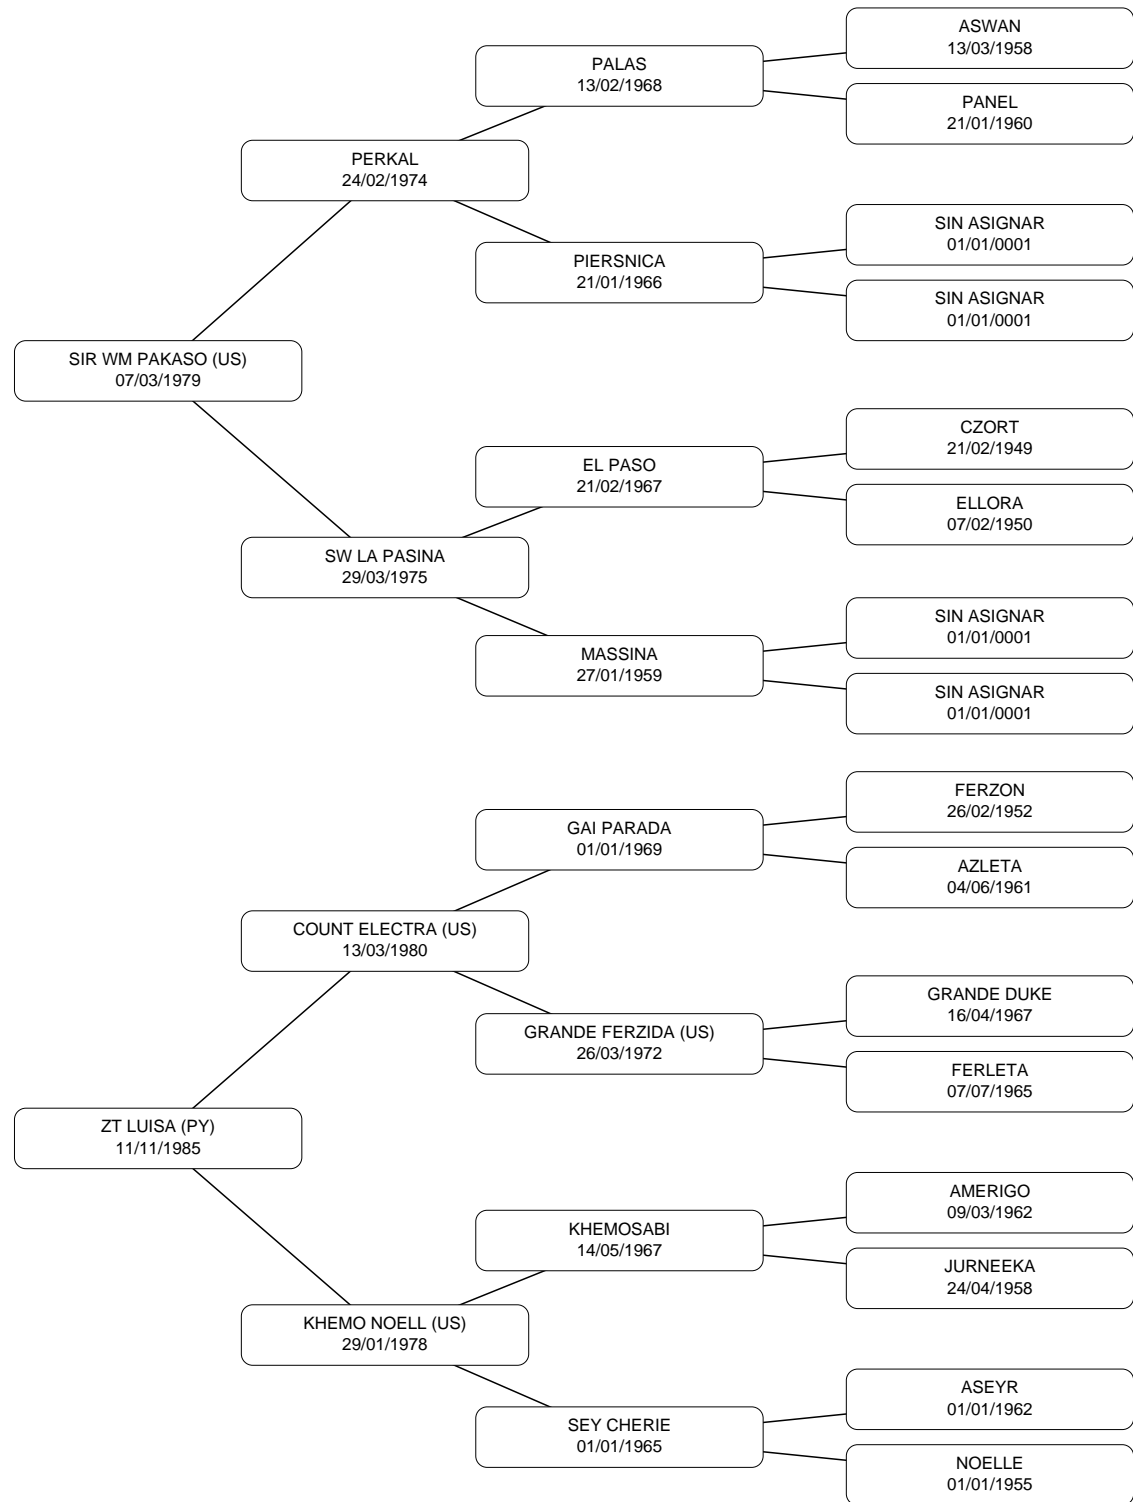 ASWAN
13/03/1958
PALAS
13/02/1968
PANEL
21/01/1960
PERKAL
24/02/1974
SIN ASIGNAR
01/01/0001
PIERSNICA
21/01/1966
SIN ASIGNAR
01/01/0001
SIR WM PAKASO (US)
07/03/1979
CZORT
21/02/1949
EL PASO
21/02/1967
ELLORA
07/02/1950
SW LA PASINA
29/03/1975
SIN ASIGNAR
01/01/0001
MASSINA
27/01/1959
SIN ASIGNAR
01/01/0001
FERZON
26/02/1952
GAI PARADA
01/01/1969
AZLETA
04/06/1961
COUNT ELECTRA (US)
13/03/1980
GRANDE DUKE
16/04/1967
GRANDE FERZIDA (US)
26/03/1972
FERLETA
07/07/1965
ZT LUISA (PY)
11/11/1985
AMERIGO
09/03/1962
KHEMOSABI
14/05/1967
JURNEEKA
24/04/1958
KHEMO NOELL (US)
29/01/1978
ASEYR
01/01/1962
SEY CHERIE
01/01/1965
NOELLE
01/01/1955